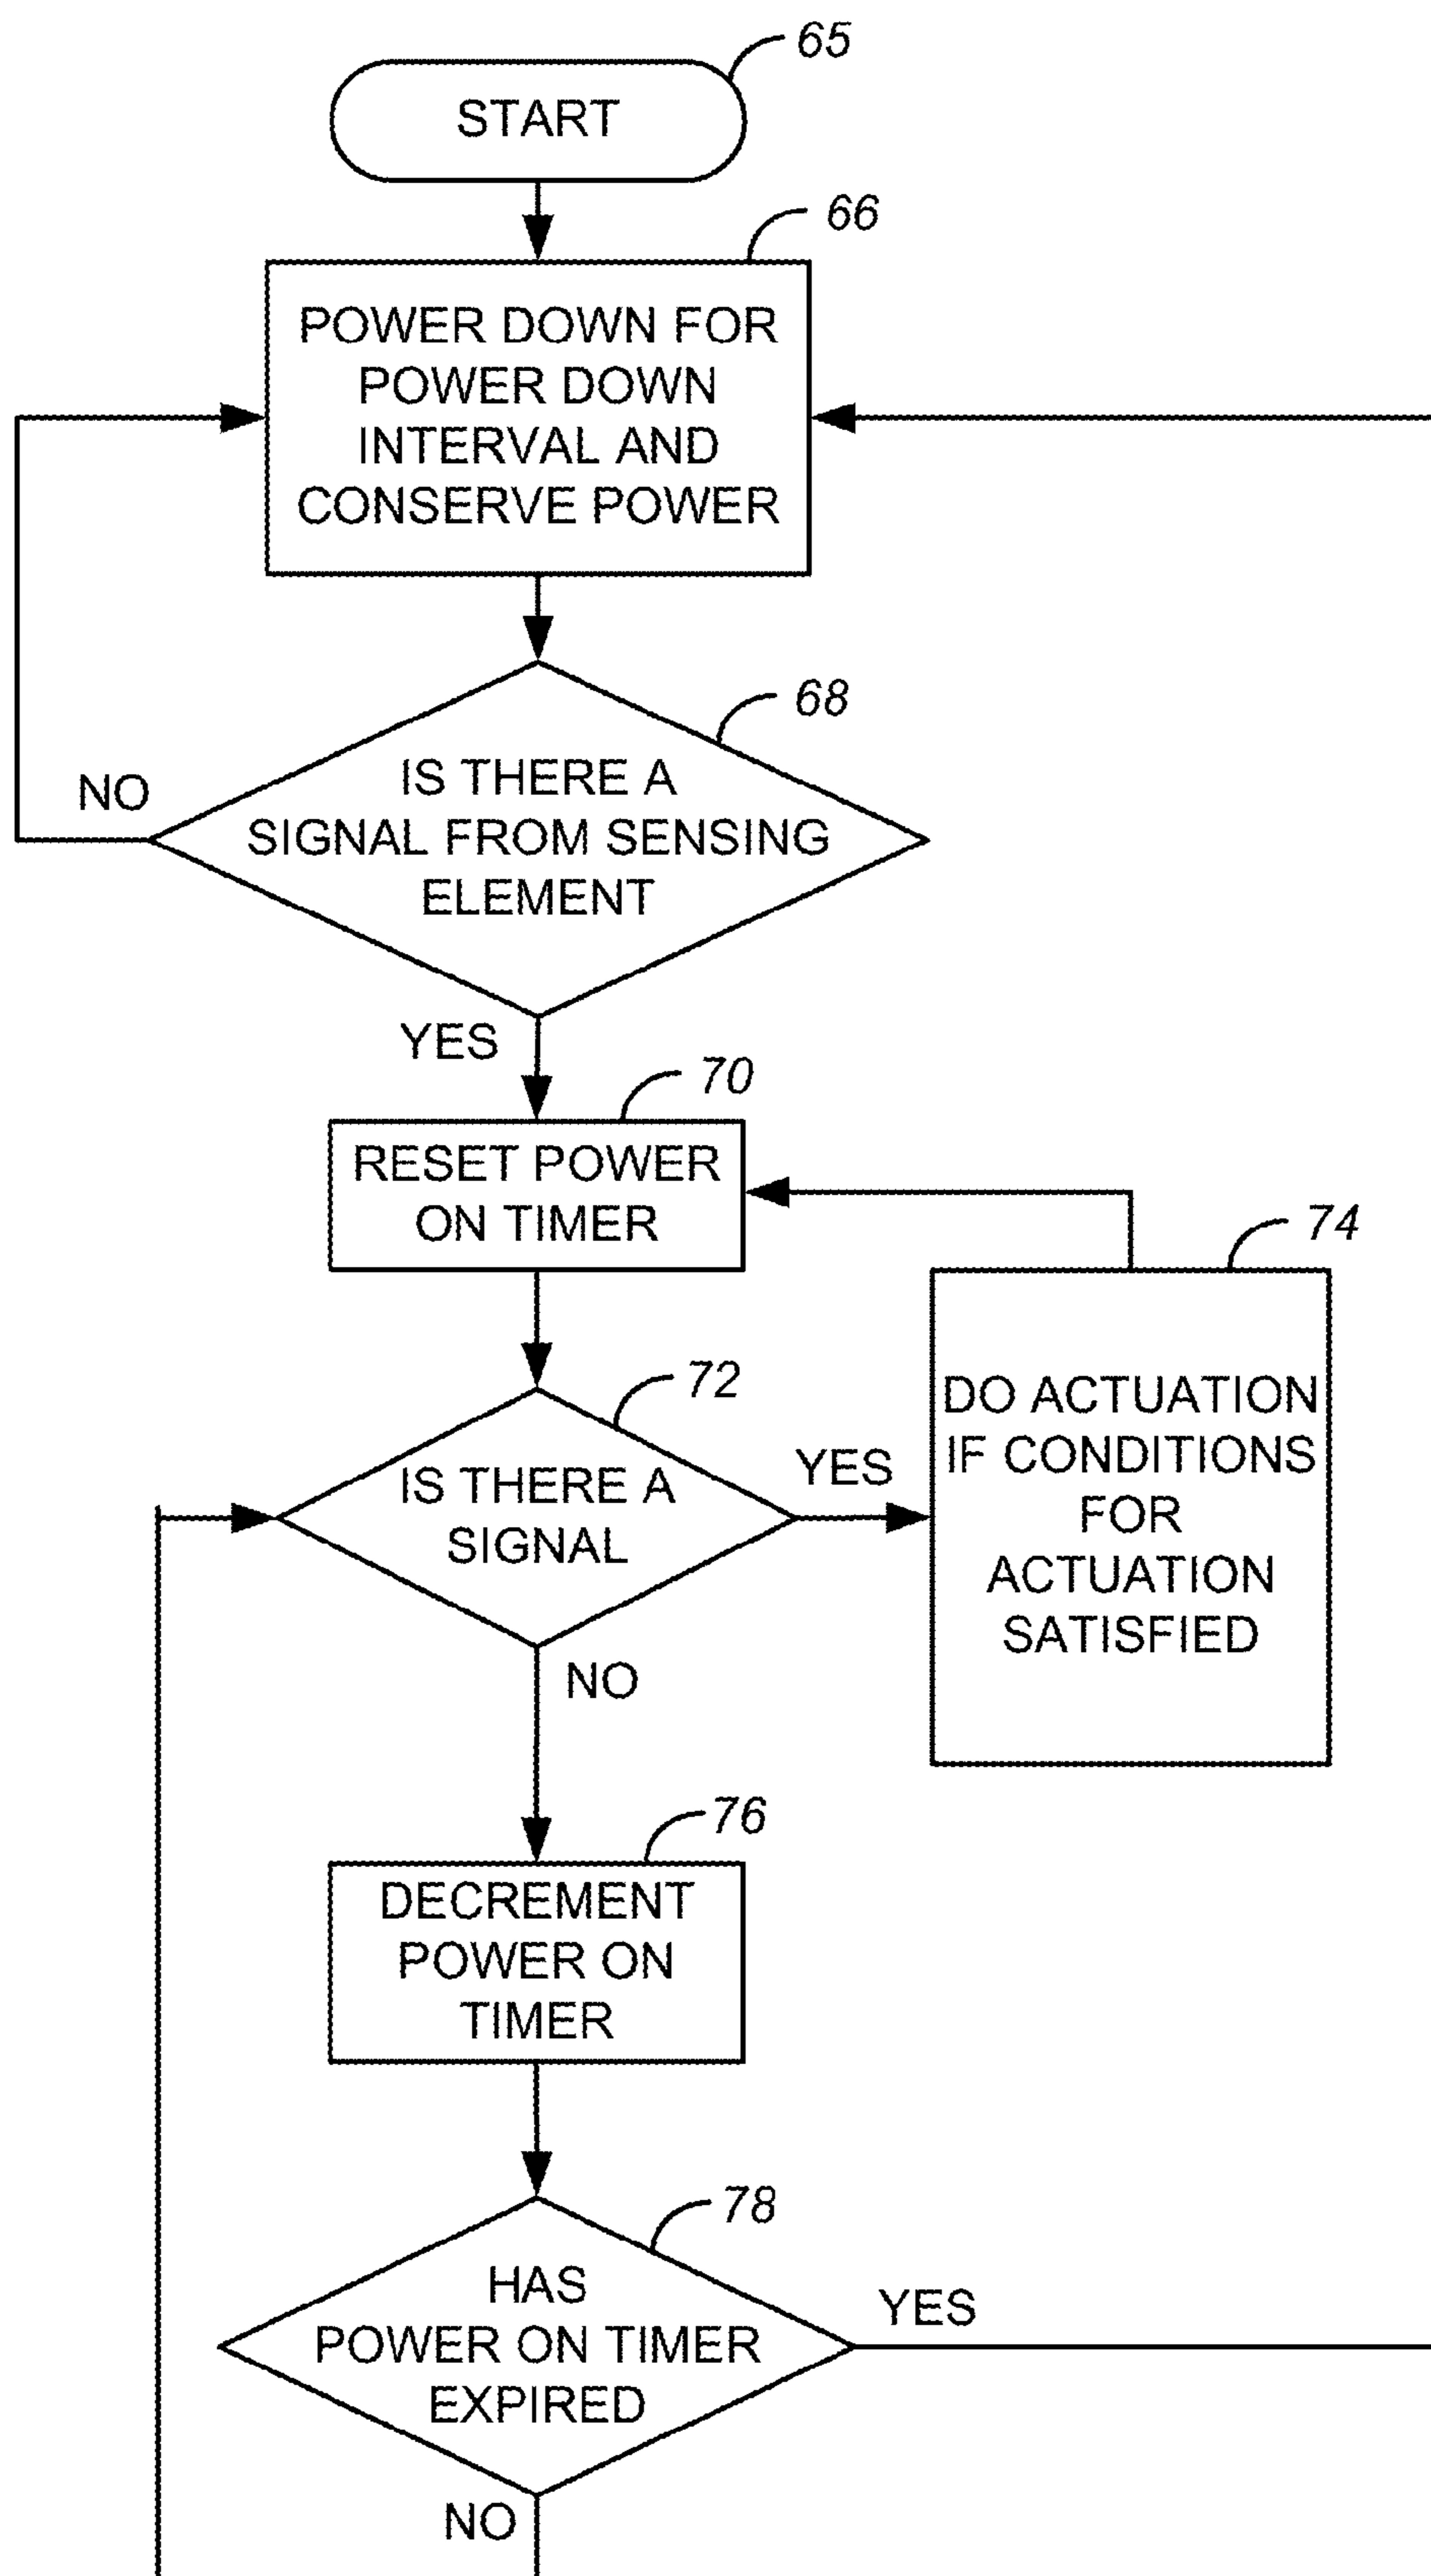 65
START
66
POWER DOWN FOR
POWER DOWN
INTERVAL AND
CONSERVE POWER
68
NO
IS THERE A
SIGNAL FROM SENSING
ELEMENT
YES
70
RESET POWER
ON TIMER
74
72
IS THERE A
SIGNAL
YES
DO ACTUATION
IF CONDITIONS
FOR
ACTUATION
SATISFIED
NO
76
DECREMENT
POWER ON
TIMER
78
HAS
POWER ON TIMER
EXPIRED
YES
NO